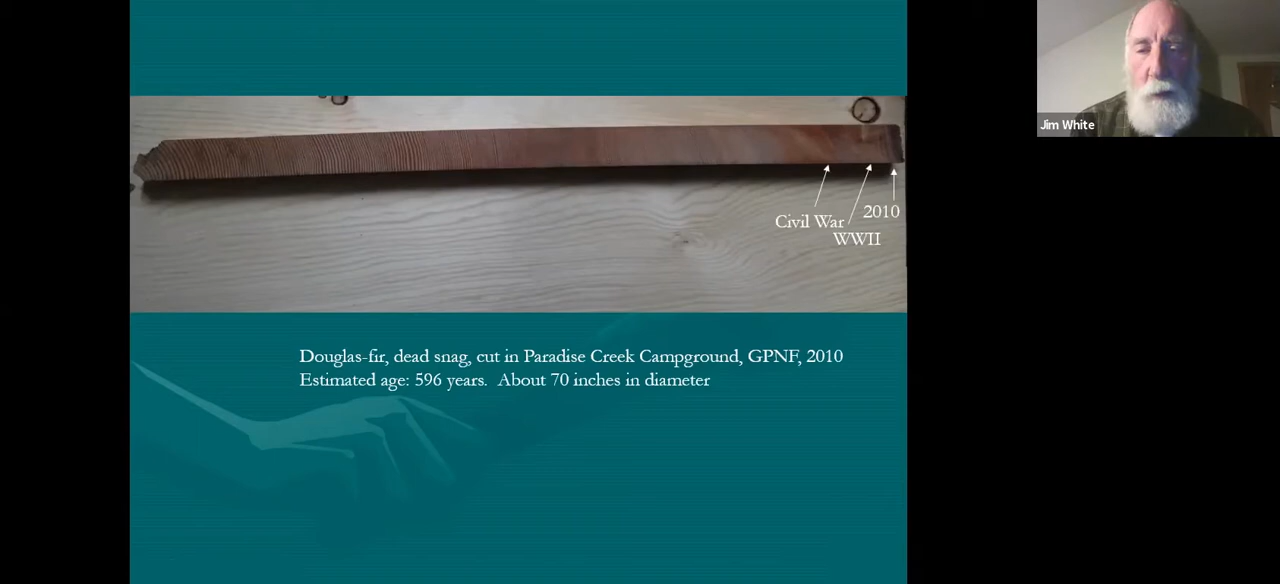 Jim White
2010
Civil War
WWII
Douglas-fir, dead snag, cut in Paradise Creek Campground, GPNF, 2010
Estimated age: 596 years. About 70 inches in diameter